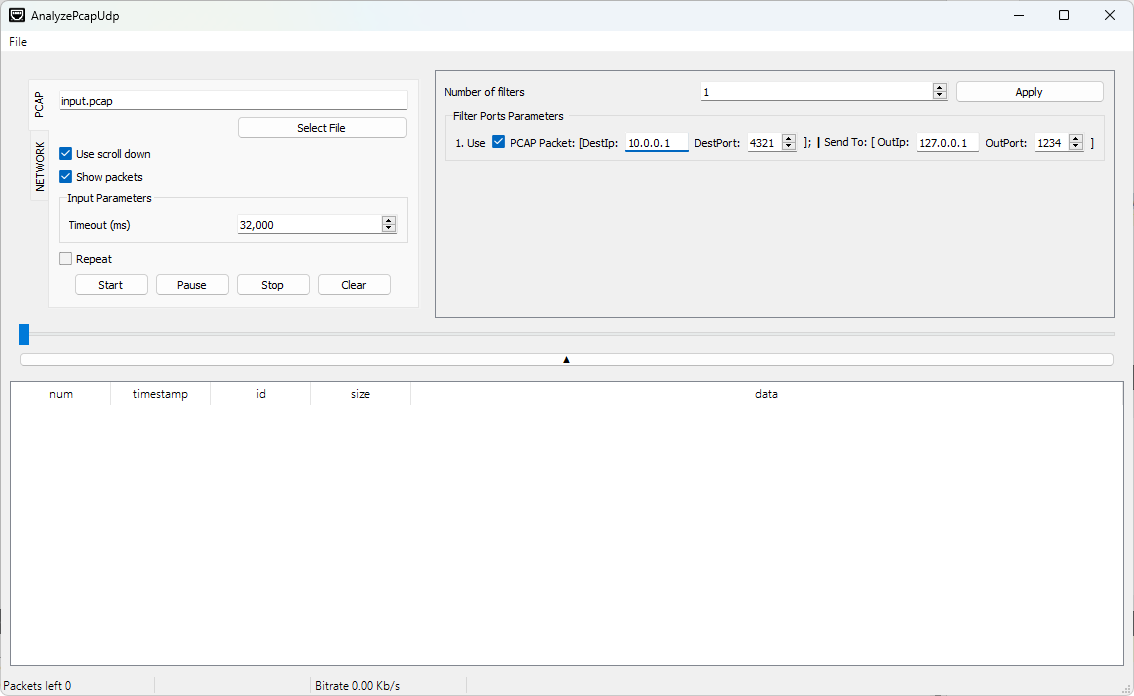 AnalyzePcapUdp
File
PCAP
NETWORK
input.pcap
Select File
Use scroll down
Show packets
Input Parameters
Timeout (ms) 32,000
Repeat
Start Pause Stop Clear
Number of filters 1 Apply
Filter Ports Parameters
1. Use PCAP Packet: [DestIp: 10.0.0.1 DestPort: 4321 ]; | Send To: [ OutIp: 127.0.0.1 OutPort: 1234 ]
▲
num timestamp id size data
Packets left 0 Bitrate 0.00 Kb/s